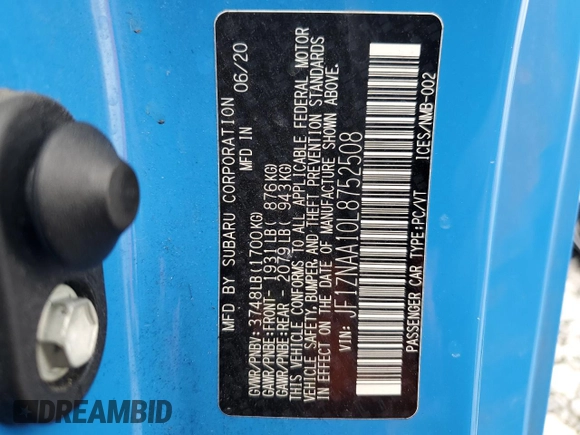 MFD BY SUBARU CORPORATION
MFD IN 06/20
GVWR/PNBV:3748LB(1700KG)
GAWR/PNBE:FRONT- 1931LB( 876KG)
GAWR/PNBE:REAR - 2079LB( 943KG)
THIS VEHICLE CONFORMS TO ALL APPLICABLE FEDERAL MOTOR
VEHICLE SAFETY,BUMPER,AND THEFT PREVENTION STANDARDS
IN EFFECT ON THE DATE OF MANUFACTURE SHOWN ABOVE.
VIN: JF1ZNAA10L8752508
PASSENGER CAR TYPE:PC/VT ICES/NMB-002
DREAMBID